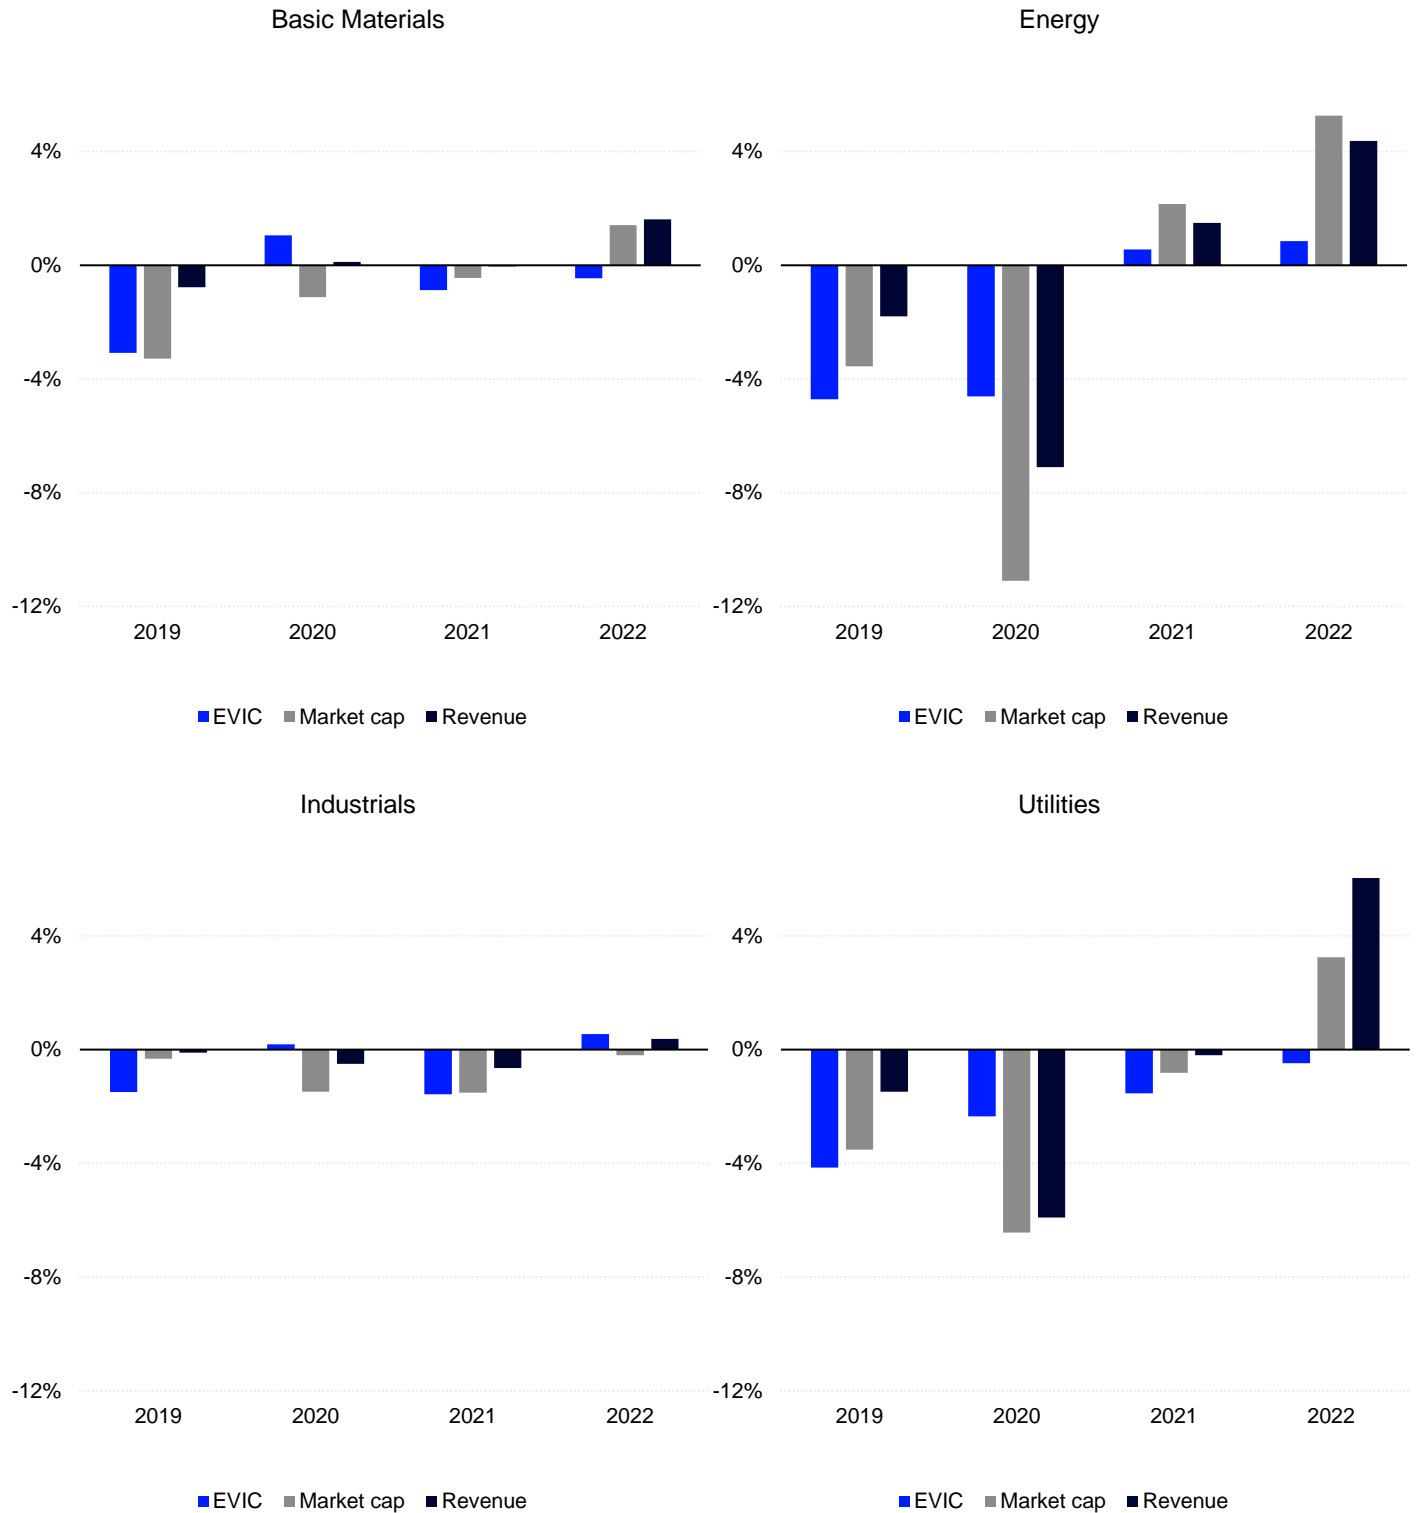 Basic Materials
4%
0%
-4%
-8%
-12%
2019 2020 2021 2022
EVIC Market cap Revenue
Energy
4%
0%
-4%
-8%
-12%
2019 2020 2021 2022
EVIC Market cap Revenue
Industrials
4%
0%
-4%
-8%
-12%
2019 2020 2021 2022
EVIC Market cap Revenue
Utilities
4%
0%
-4%
-8%
-12%
2019 2020 2021 2022
EVIC Market cap Revenue